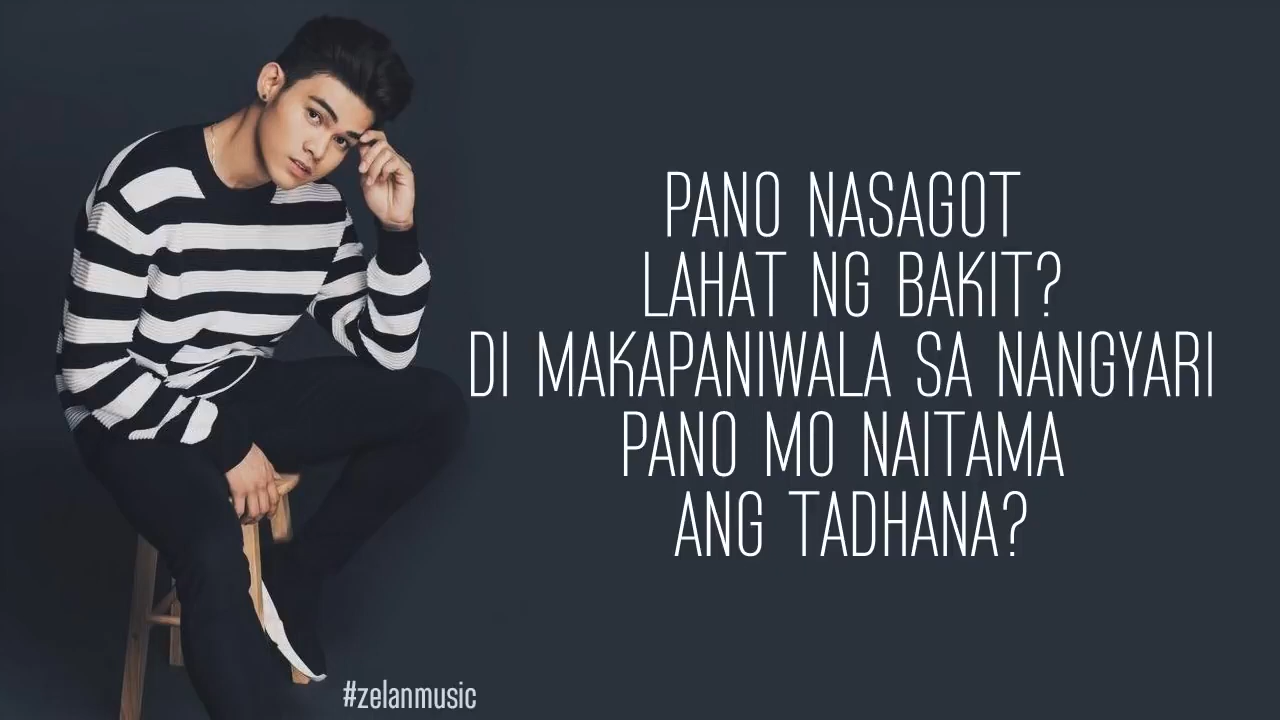 PANO NASAGOT
LAHAT NG BAKIT?
DI MAKAPANIWALA SA NANGYARI
PANO MO NAITAMA
ANG TADHANA?
#zelanmusic